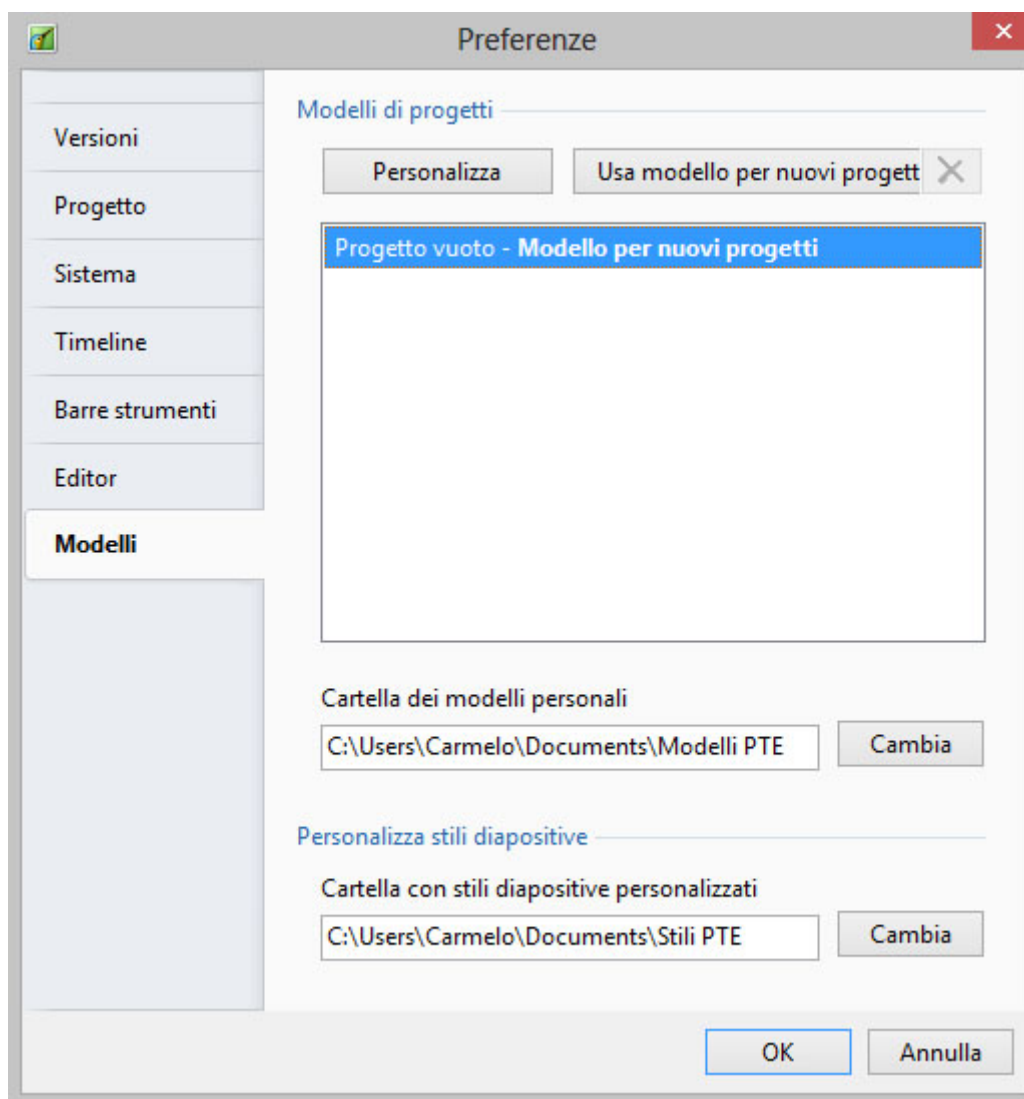 Preferenze
Versioni
Progetto
Sistema
Timeline
Barre strumenti
Editor
Modelli
Modelli di progetti
Personalizza
Usa modello per nuovi progett
Progetto vuoto - Modello per nuovi progetti
Cartella dei modelli personali
C:\Users\Carmelo\Documents\Modelli PTE
Cambia
Personalizza stili diapositive
Cartella con stili diapositive personalizzati
C:\Users\Carmelo\Documents\Stili PTE
Cambia
OK
Annulla